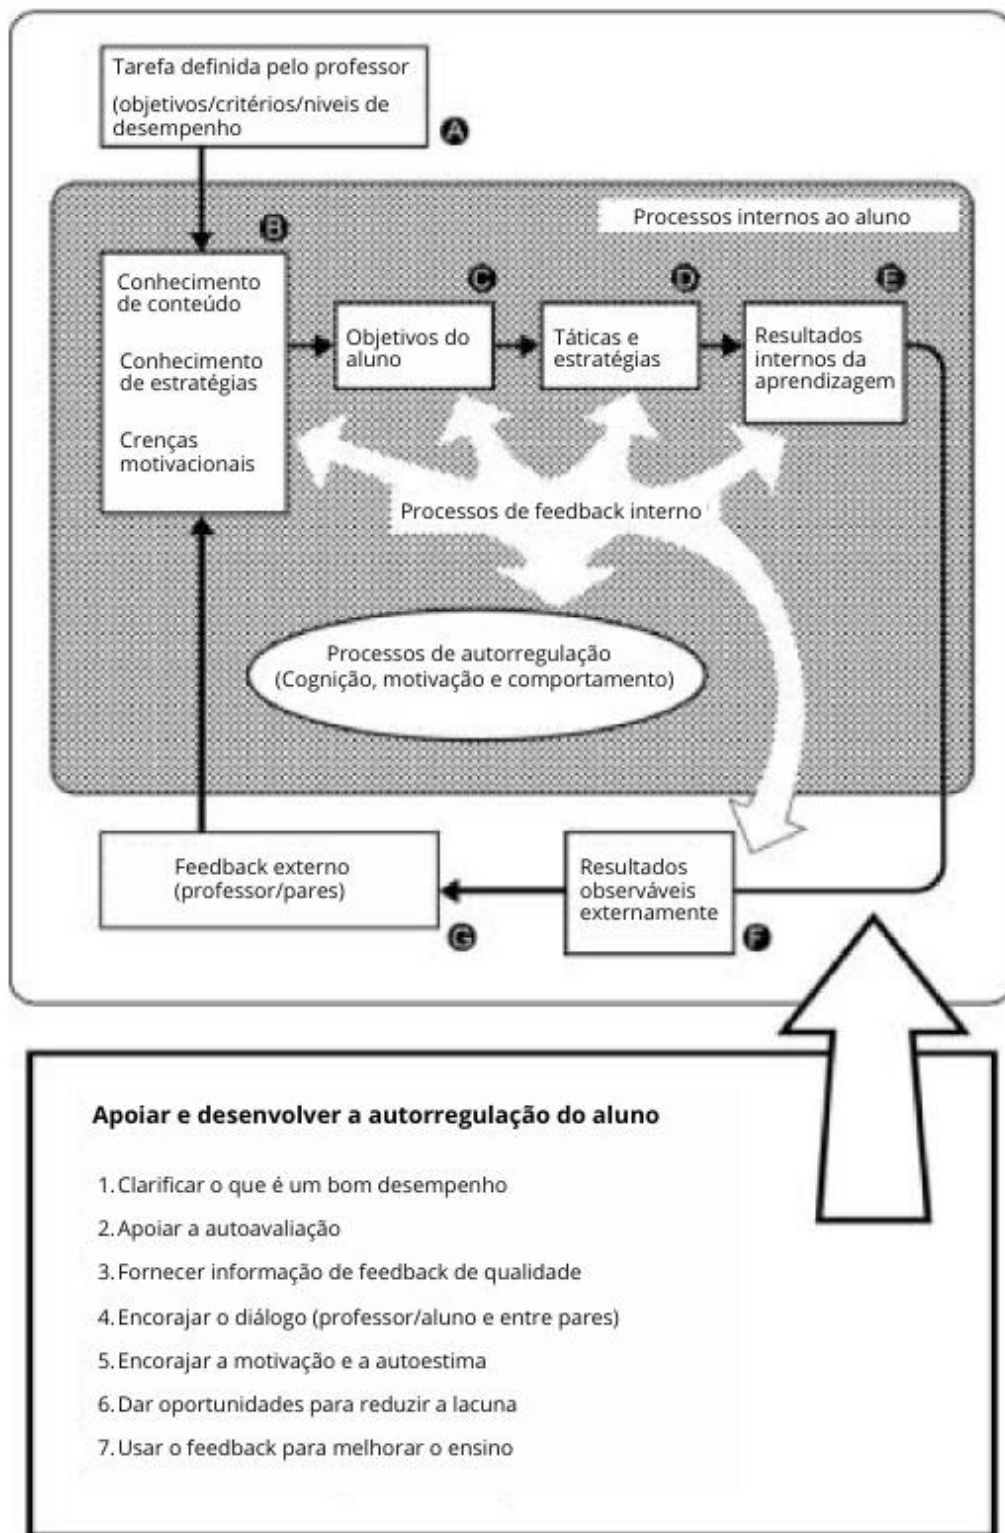 Tarefa definida pelo professor
(objetivos/critérios/niveis de
desempenho
A
Processos internos ao aluno
B
Conhecimento
de conteúdo
Conhecimento
de estratégias
Crenças
motivacionais
C
Objetivos do
aluno
D
Táticas e
estratégias
E
Resultados
internos da
aprendizagem
Processos de feedback interno
Processos de autorregulação
(Cognição, motivação e comportamento)
Feedback externo
(professor/pares)
G
Resultados
observáveis
externamente
F
Apoiar e desenvolver a autorregulação do aluno
1. Clarificar o que é um bom desempenho
2. Apoiar a autoavaliação
3. Fornecer informação de feedback de qualidade
4. Encorajar o diálogo (professor/aluno e entre pares)
5. Encorajar a motivação e a autoestima
6. Dar oportunidades para reduzir a lacuna
7. Usar o feedback para melhorar o ensino